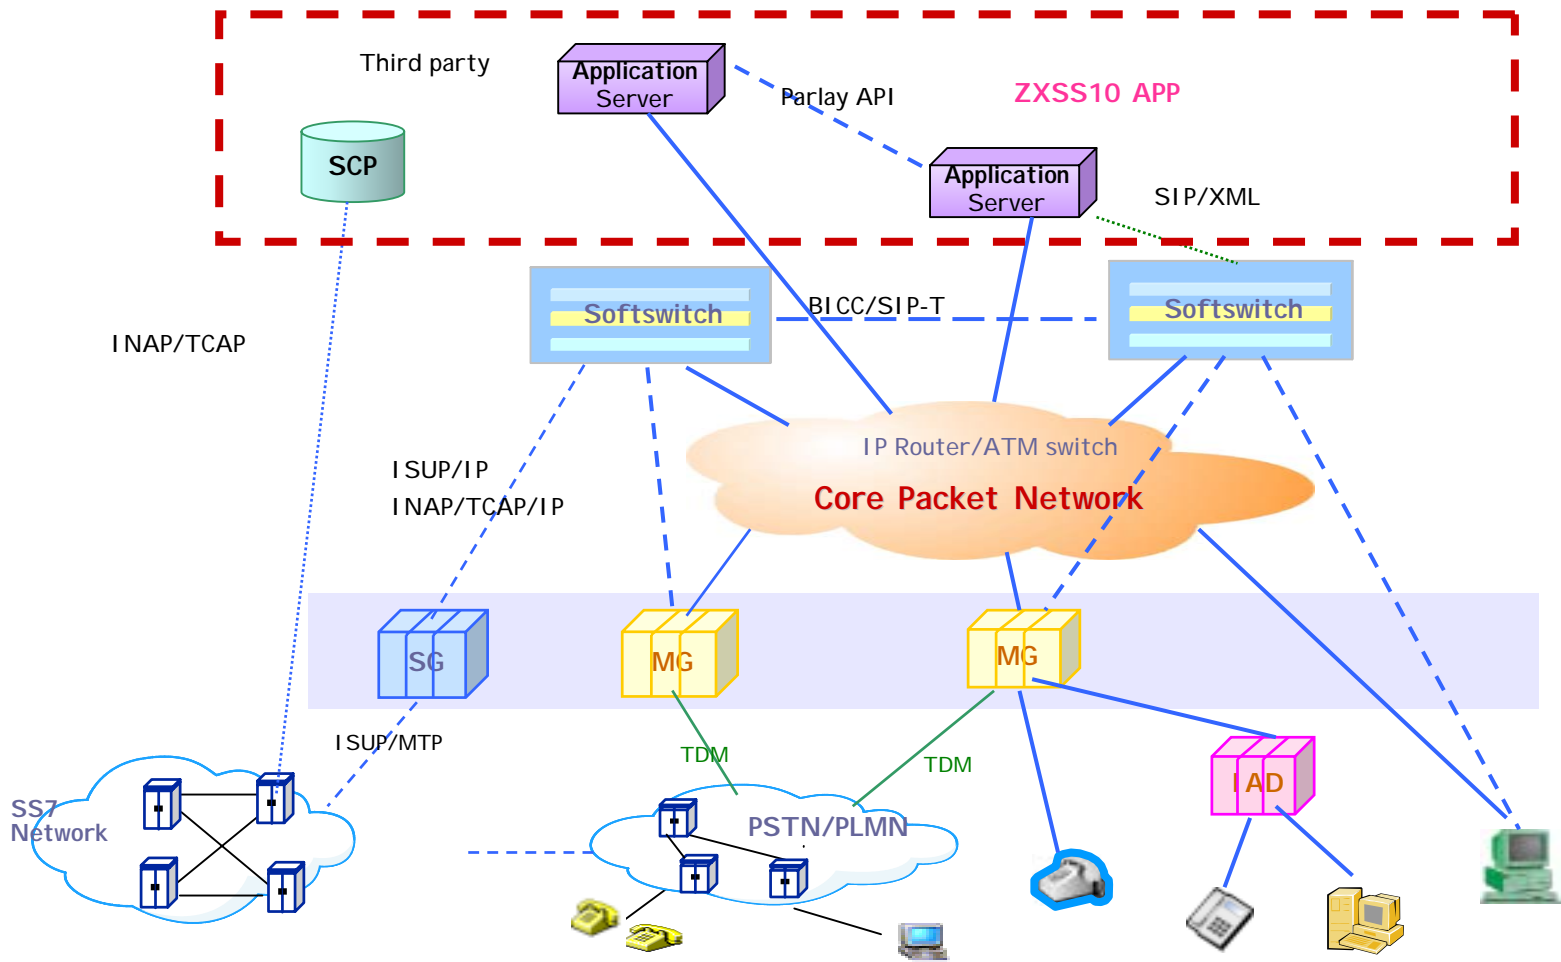 Third party
Application
Server
Parlay API
ZXSS10 APP
SCP
Application
Server
SIP/XML
Softswitch
BICC/SIP-T
Softswitch
INAP/TCAP
IP Router/ATM switch
Core Packet Network
ISUP/IP
INAP/TCAP/IP
SG
MG
MG
ISUP/MTP
TDM
TDM
IAD
SS7
Network
PSTN/PLMN